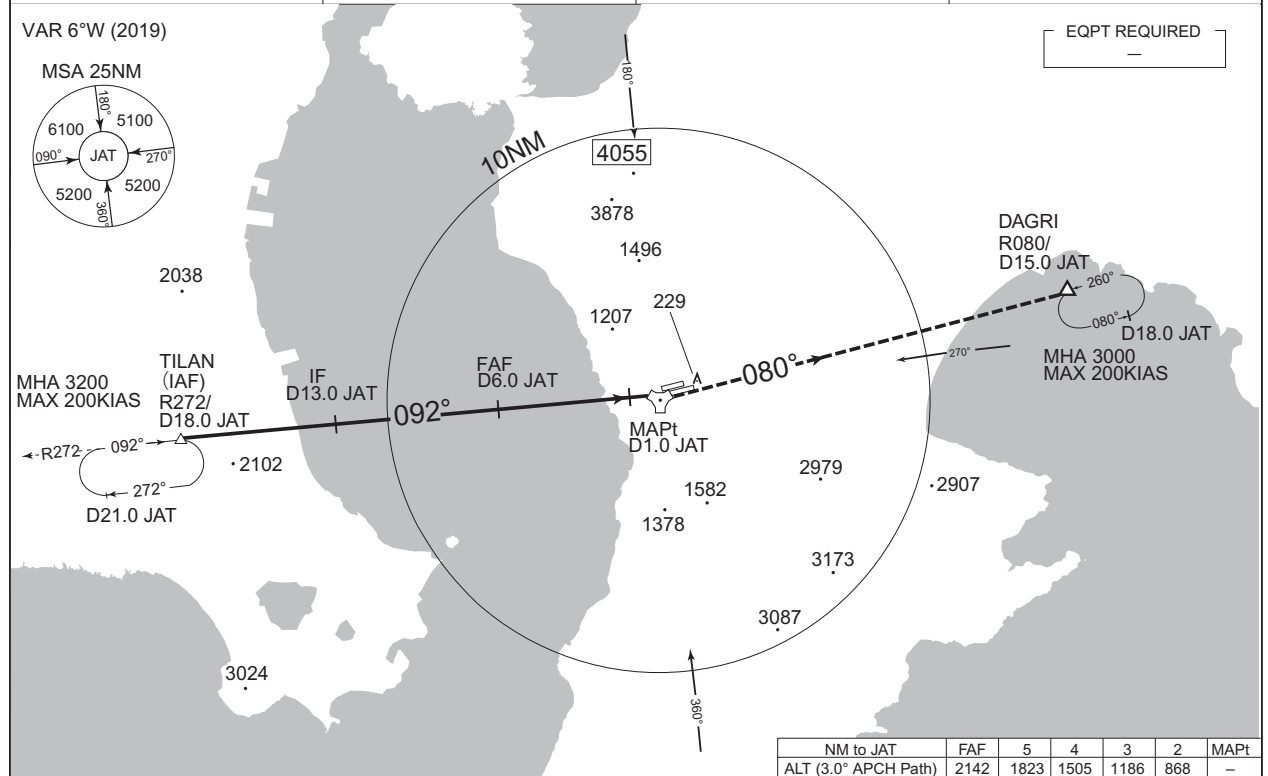 VAR 6°W (2019)
EQPT REQUIRED
–
MSA 25NM
180°
6100
5100
090°
JAT
270°
5200
5200
360°
180°
10NM
4055
3878
1496
2038
229
1207
DAGRI
R080/
D15.0 JAT
260°
080°
D18.0 JAT
270°
MHA 3000
MAX 200KIAS
080°
A
TILAN
(IAF)
R272/
D18.0 JAT
MHA 3200
MAX 200KIAS
IF
D13.0 JAT
FAF
D6.0 JAT
092°
MAPt
D1.0 JAT
R272
092°
272°
D21.0 JAT
2102
2979
2907
1582
1378
3173
3087
3024
360°
NM to JAT FAF 5 4 3 2 MAPt
ALT (3.0° APCH Path) 2142 1823 1505 1186 868 –